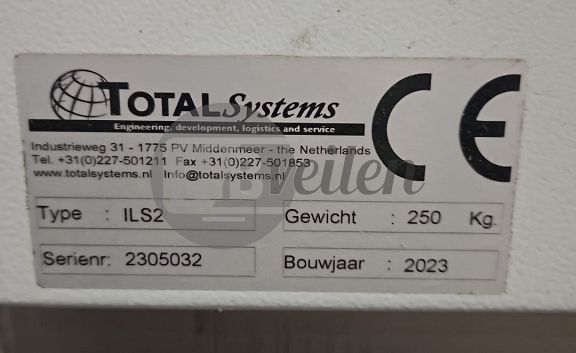 TOTAL Systems
Engineering, development, logistics and service
Industrieweg 31 - 1775 PV Middenmeer - the Netherlands
Tel. +31(0)227-501211 Fax +31(0)227-501853
www.totalsystems.nl Info@totalsystems.nl
CE
veilen
Type : ILS2
Gewicht : 250 Kg.
Serienr: 2305032
Bouwjaar : 2023